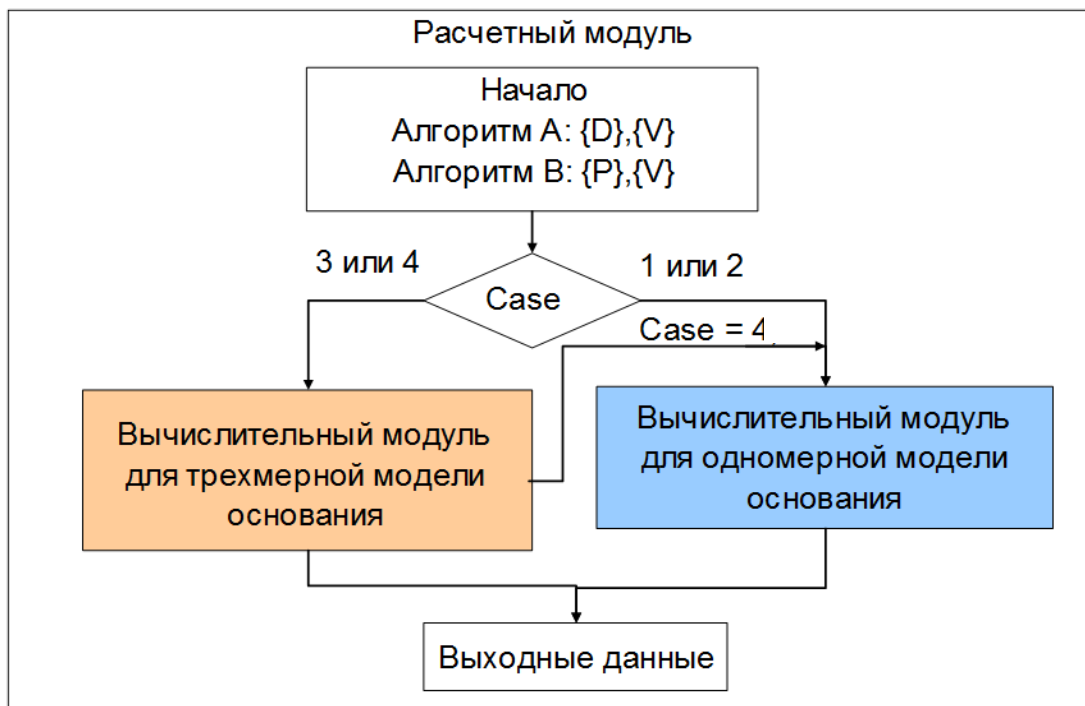 Расчетный модуль
Начало
Алгоритм А: {D},{V}
Алгоритм В: {P},{V}
3 или 4
1 или 2
Case
Case = 4
Вычислительный модуль
для трехмерной модели
основания
Вычислительный модуль
для одномерной модели
основания
Выходные данные